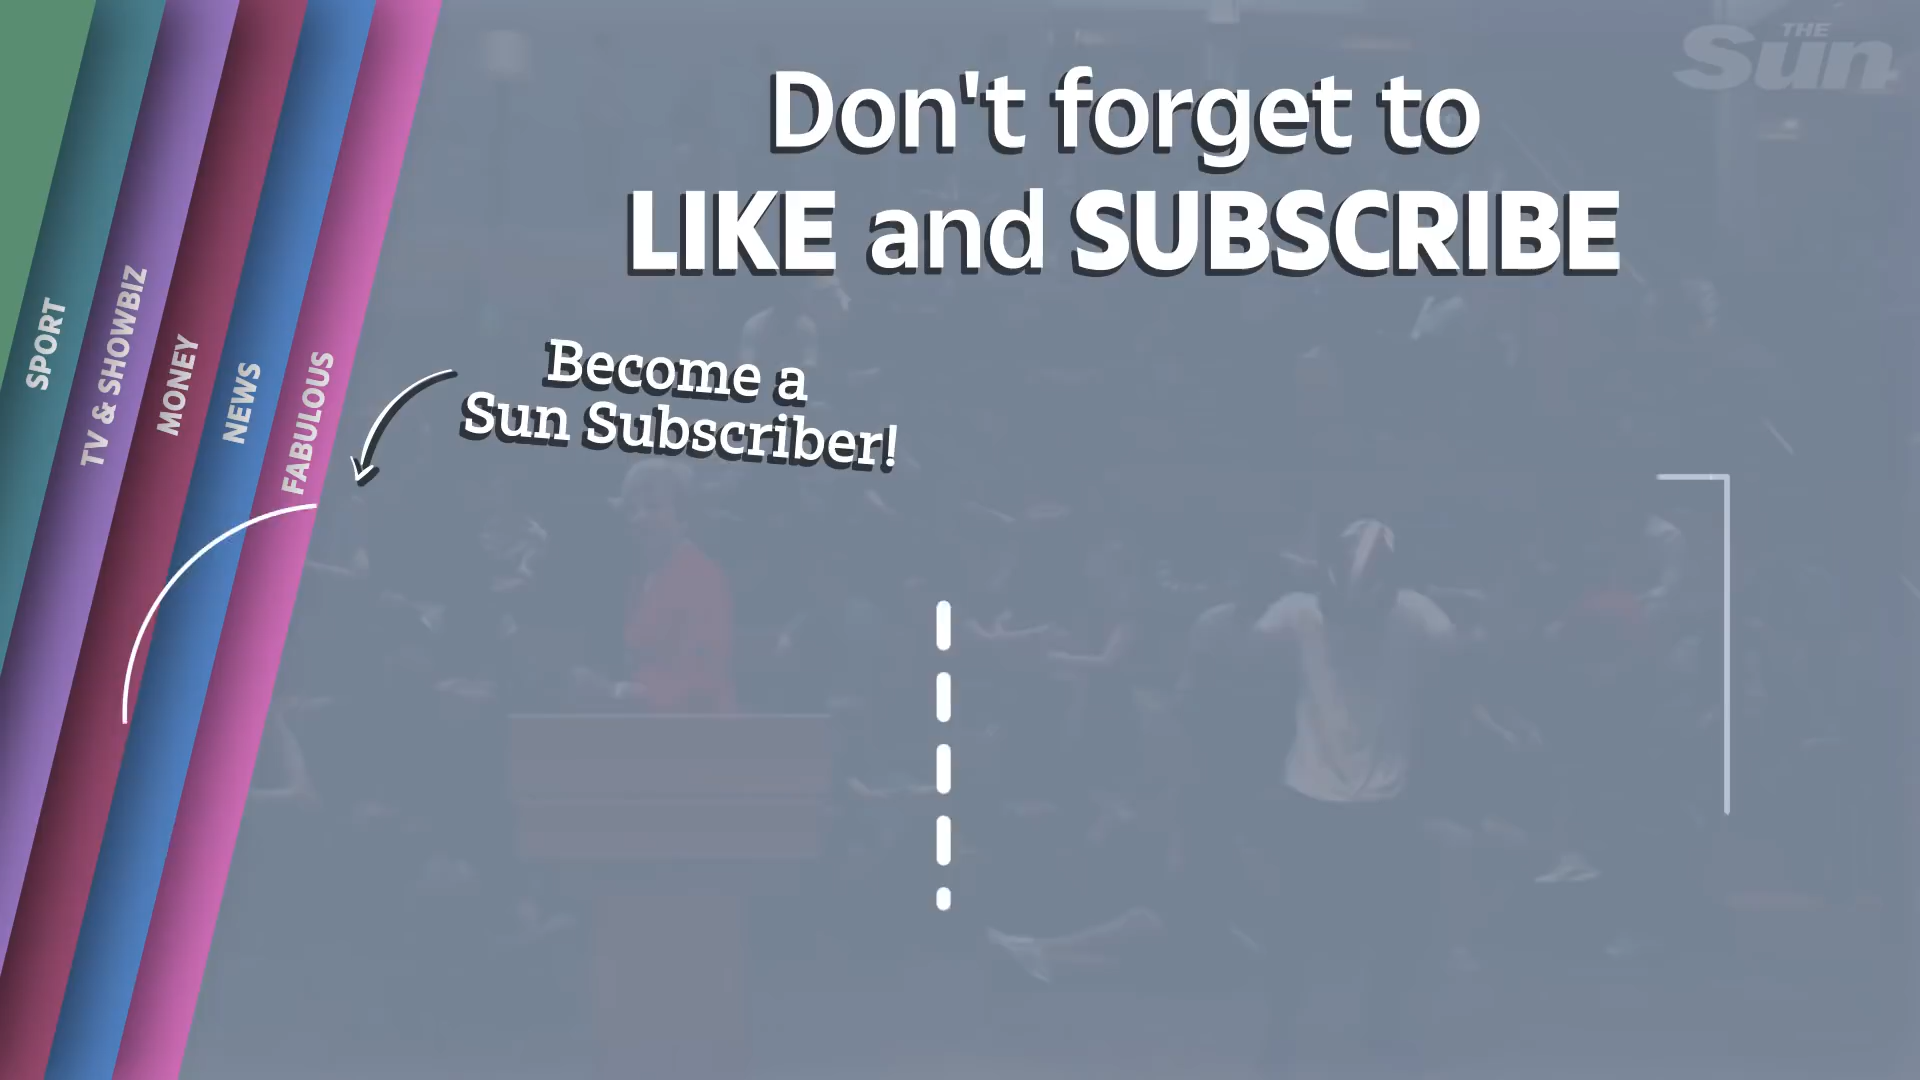 THE
Sun
Don't forget to
LIKE and SUBSCRIBE
Become a
Sun Subscriber!
SPORT
TV & SHOWBIZ
MONEY
NEWS
FABULOUS